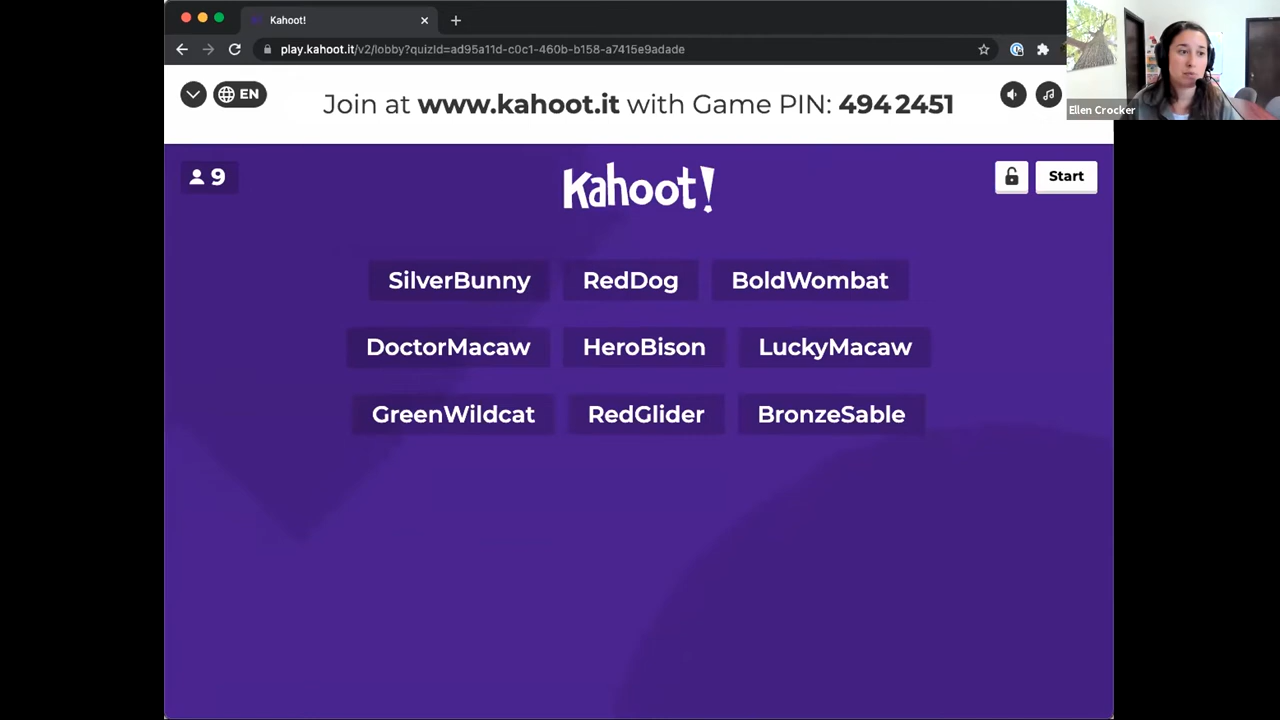 Kahoot!
play.kahoot.it/v2/lobby?quizId=ad95a11d-c0c1-460b-b158-a7415e9adade
EN
Join at www.kahoot.it with Game PIN: 494 2451
Ellen Crocker
9
Kahoot!
Start
SilverBunny RedDog BoldWombat
DoctorMacaw HeroBison LuckyMacaw
GreenWildcat RedGlider BronzeSable